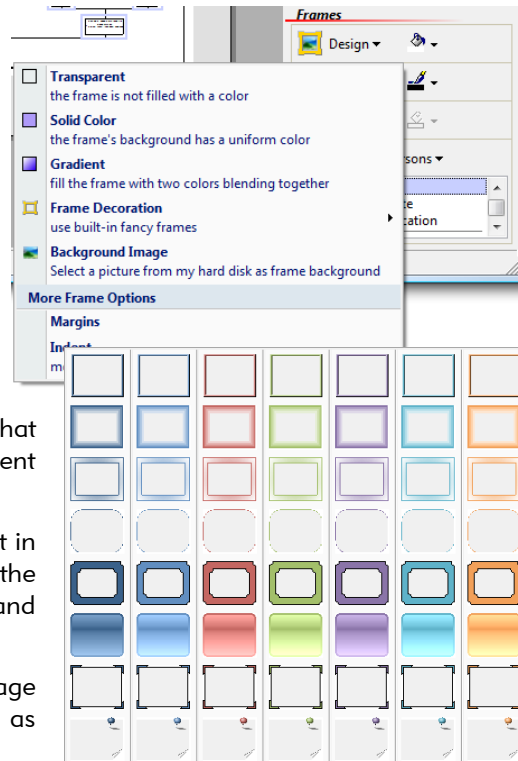 Frames
Design
Transparent
the frame is not filled with a color
Solid Color
the frame's background has a uniform color
Gradient
fill the frame with two colors blending together
sons
Frame Decoration
use built-in fancy frames
te
cation
Background Image
Select a picture from my hard disk as frame background
More Frame Options
Margins
Indent
m
hat
ent
t in
the
and
age
as